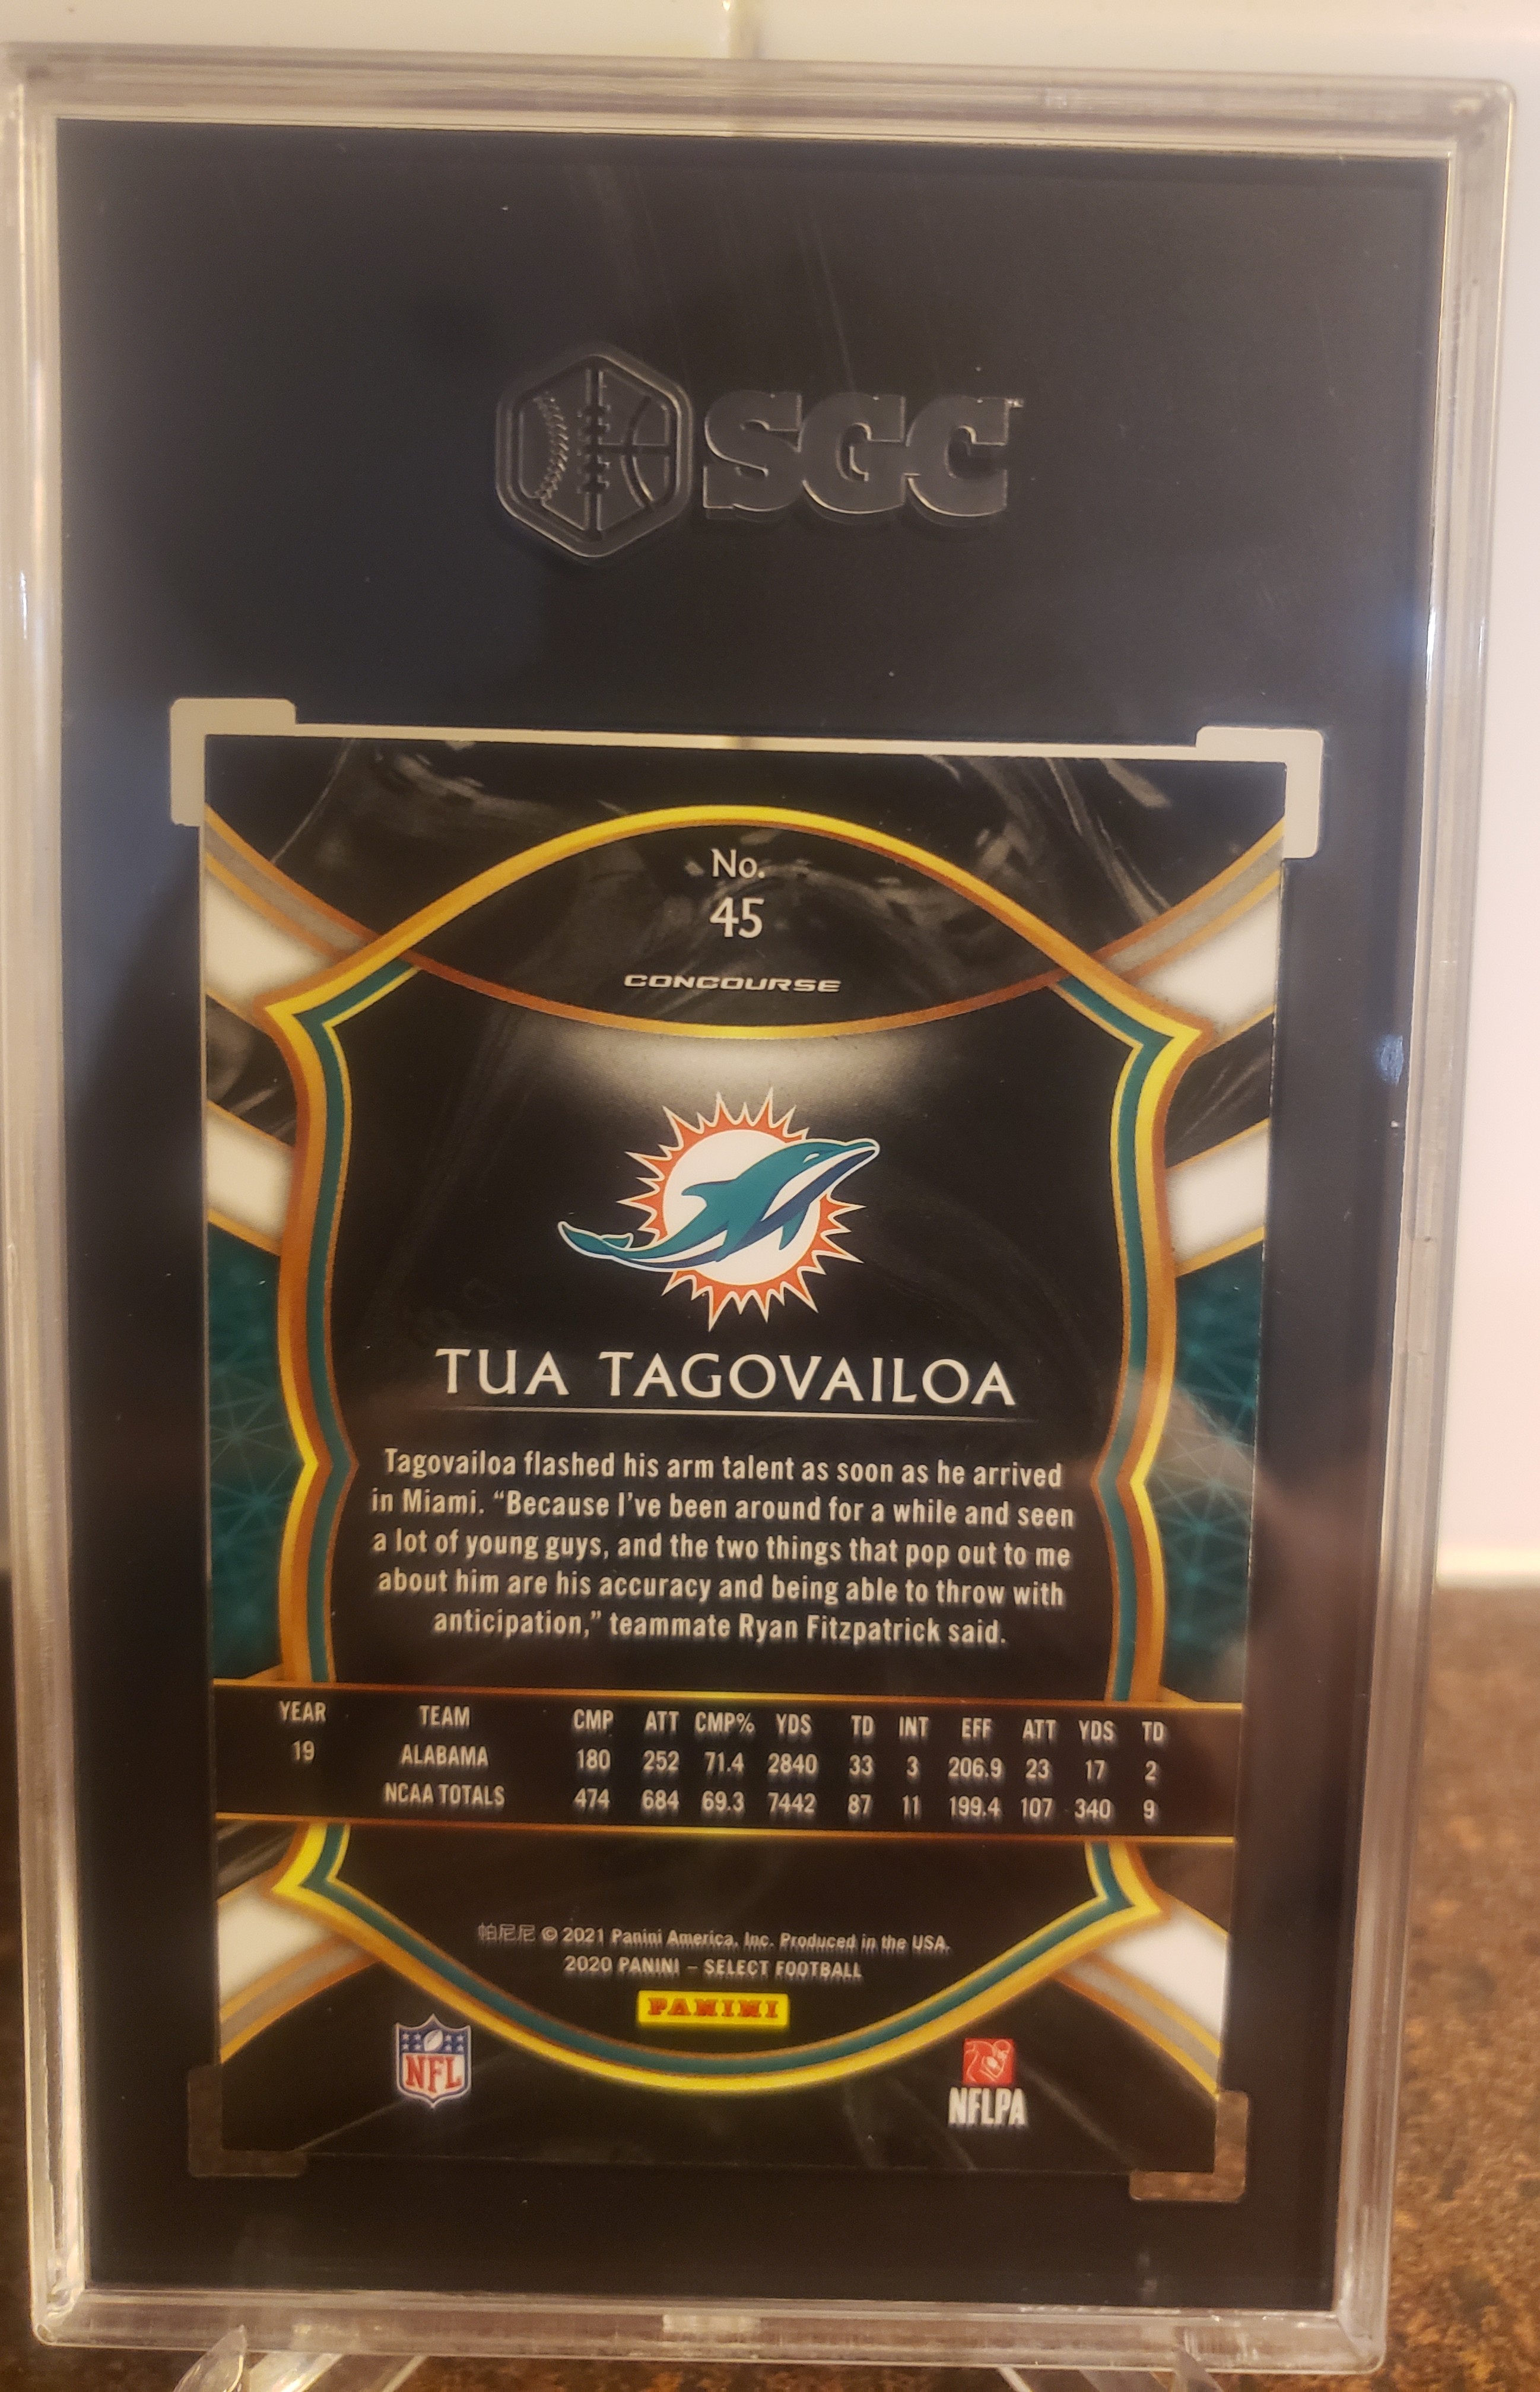 SGC
No.
45
CONCOURSE
TUA TAGOVAILOA
Tagovailoa flashed his arm talent as soon as he arrived
in Miami. “Because I’ve been around for a while and seen
a lot of young guys, and the two things that pop out to me
about him are his accuracy and being able to throw with
anticipation,” teammate Ryan Fitzpatrick said.
YEAR TEAM CMP ATT CMP% YDS TD INT EFF ATT YDS TD
19 ALABAMA 180 252 71.4 2840 33 3 206.9 23 17 2
NCAA TOTALS 474 684 69.3 7442 87 11 199.4 107 340 9
帕尼尼 © 2021 Panini America, Inc. Produced in the USA.
2020 PANINI – SELECT FOOTBALL
PANINI
NFL
NFLPA